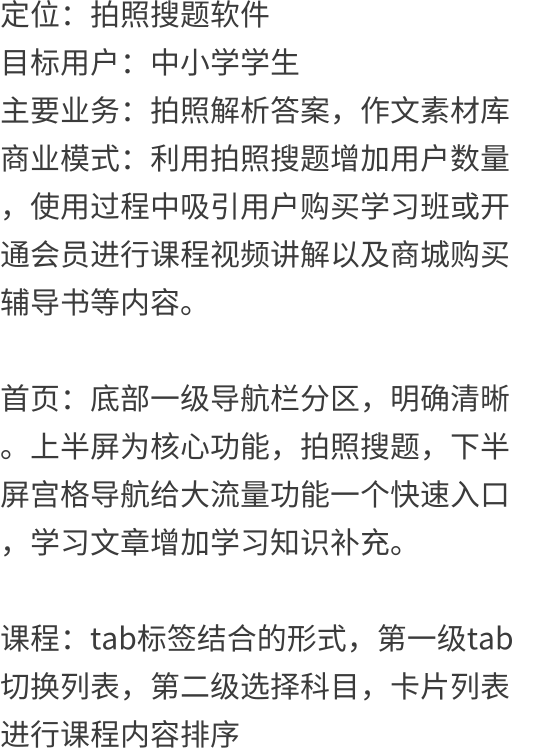 定位：拍照搜题软件
目标用户：中小学学生
主要业务：拍照解析答案，作文素材库
商业模式：利用拍照搜题增加用户数量
，使用过程中吸引用户购买学习班或开
通会员进行课程视频讲解以及商城购买
辅导书等内容。
首页：底部一级导航栏分区，明确清晰
。上半屏为核心功能，拍照搜题，下半
屏宫格导航给大流量功能一个快速入口
，学习文章增加学习知识补充。
课程：tab标签结合的形式，第一级tab
切换列表，第二级选择科目，卡片列表
进行课程内容排序